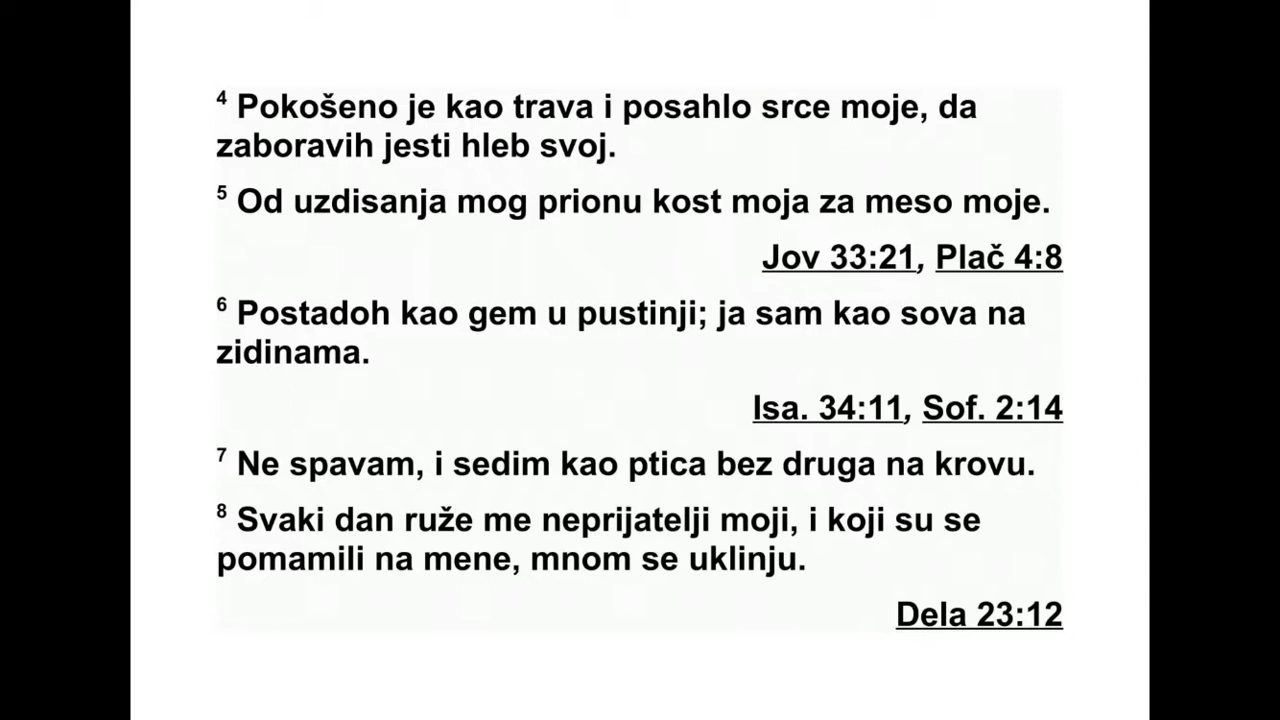 4 Pokošeno je kao trava i posahlo srce moje, da
zaboravih jesti hleb svoj.
5 Od uzdisanja mog prionu kost moja za meso moje.
Jov 33:21, Plač 4:8
6 Postadoh kao gem u pustinji; ja sam kao sova na
zidinama.
Isa. 34:11, Sof. 2:14
7 Ne spavam, i sedim kao ptica bez druga na krovu.
8 Svaki dan ruže me neprijatelji moji, i koji su se
pomamili na mene, mnom se uklinju.
Dela 23:12